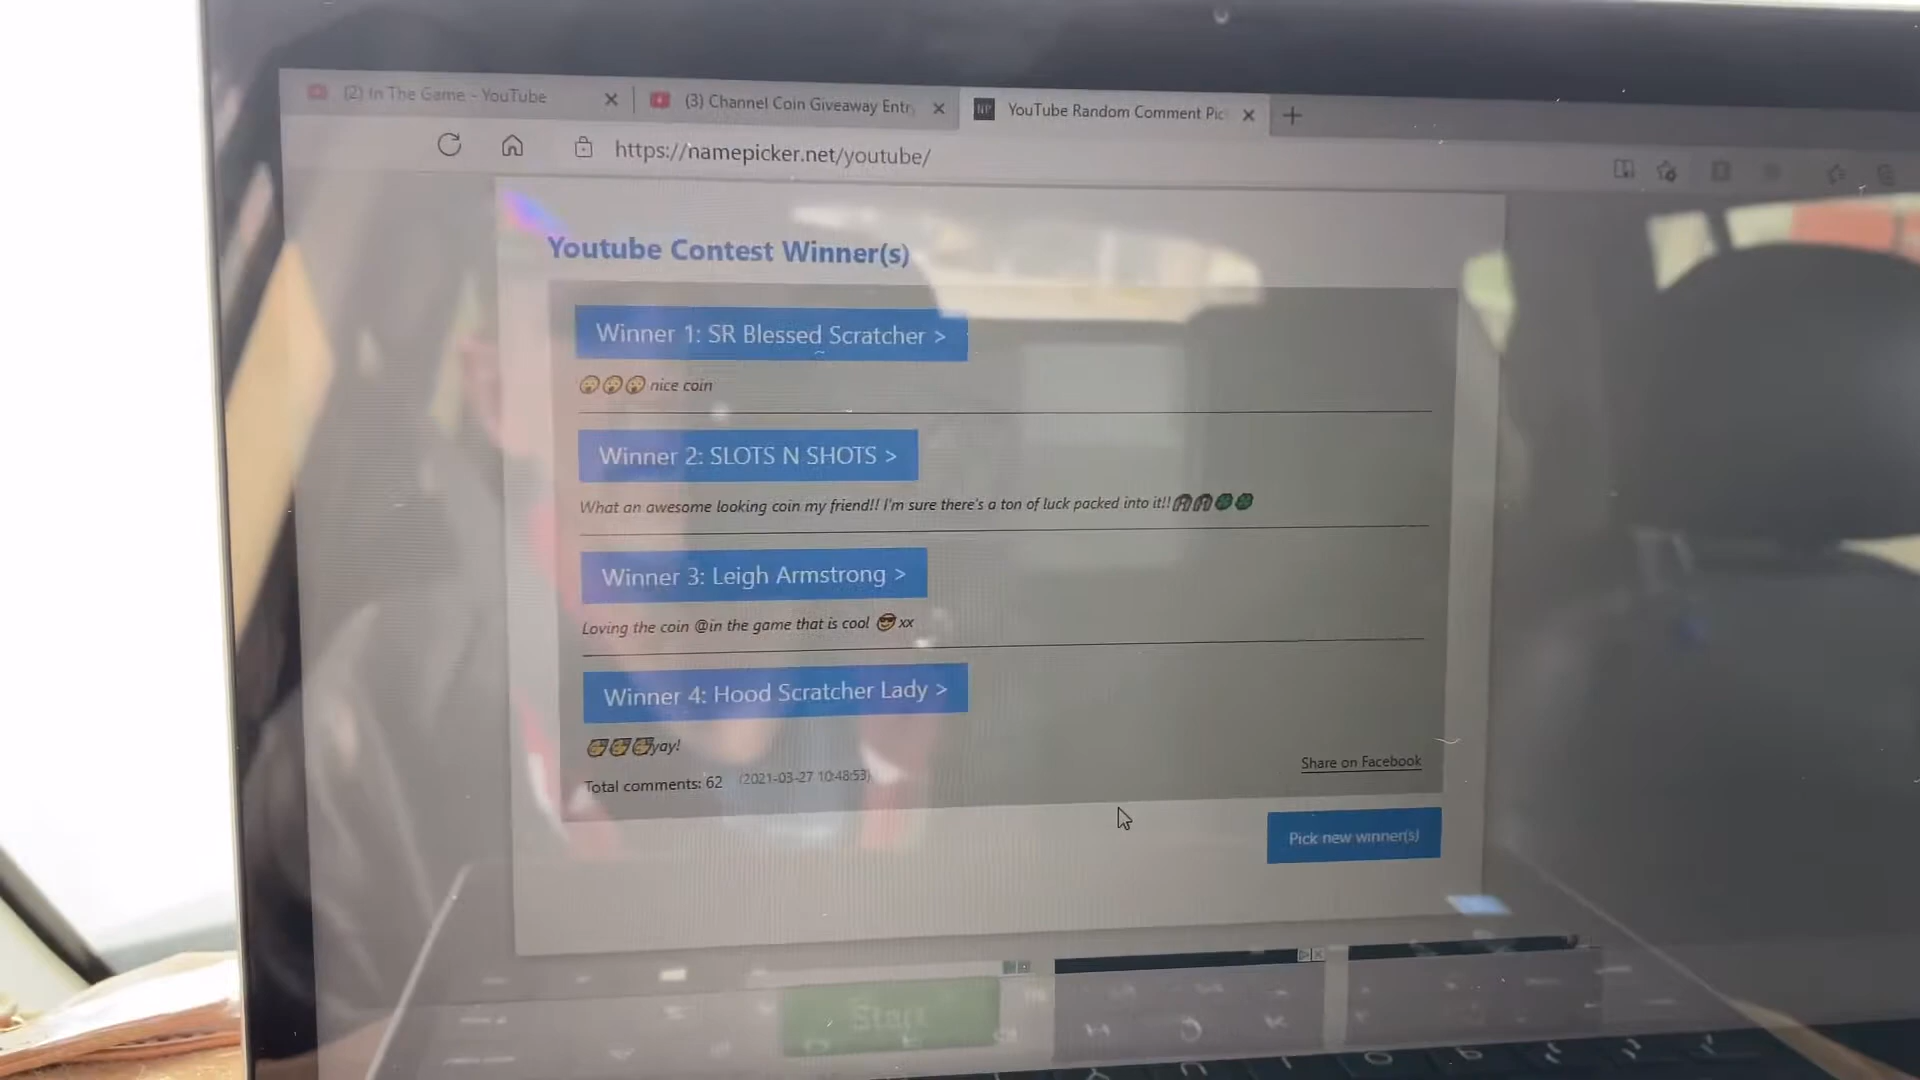 (2) In The Game - YouTube
(3) Channel Coin Giveaway Entr
NP YouTube Random Comment Pic
https://namepicker.net/youtube/
Youtube Contest Winner(s)
Winner 1: SR Blessed Scratcher >
nice coin
Winner 2: SLOTS N SHOTS >
What an awesome looking coin my friend!! I'm sure there's a ton of luck packed into it!!
Winner 3: Leigh Armstrong >
Loving the coin @in the game that is cool 😎 xx
Winner 4: Hood Scratcher Lady >
yay!
Total comments: 62 (2021-03-27 10:48:53)
Share on Facebook
Pick new winner(s)
Start